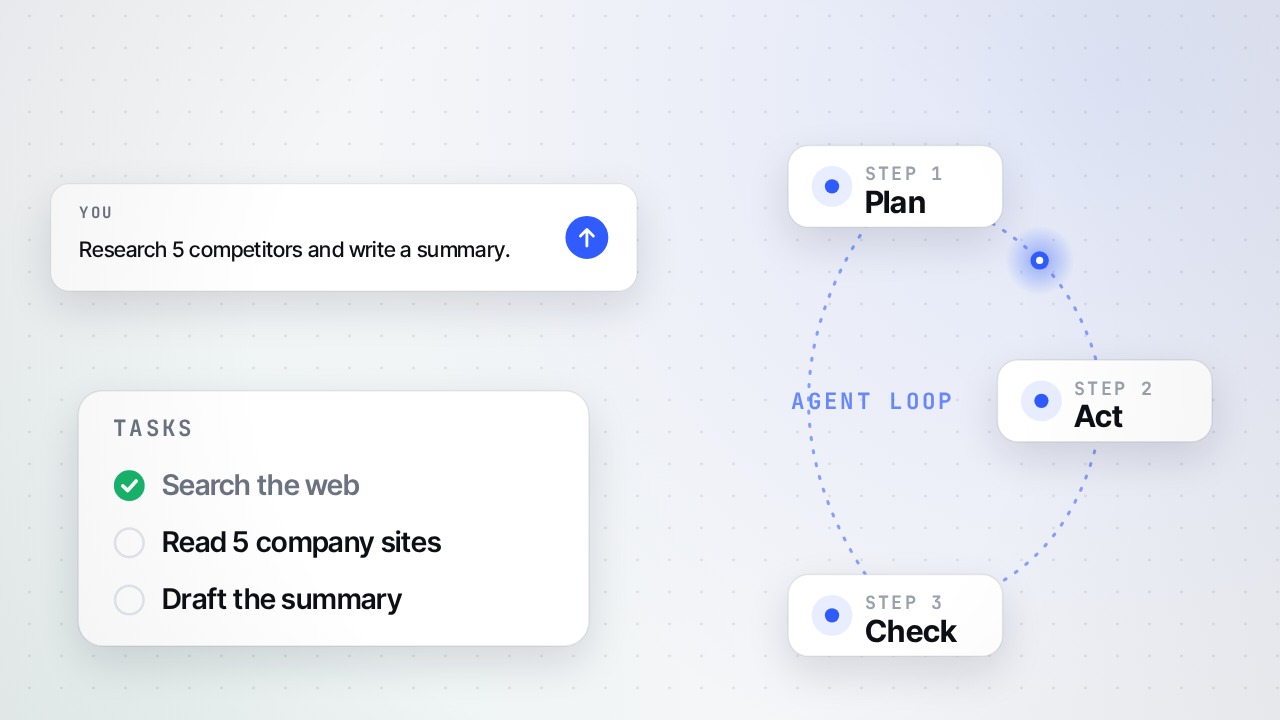 YOU
Research 5 competitors and write a summary.
TASKS
Search the web
Read 5 company sites
Draft the summary
STEP 1
Plan
AGENT LOOP
STEP 2
Act
STEP 3
Check